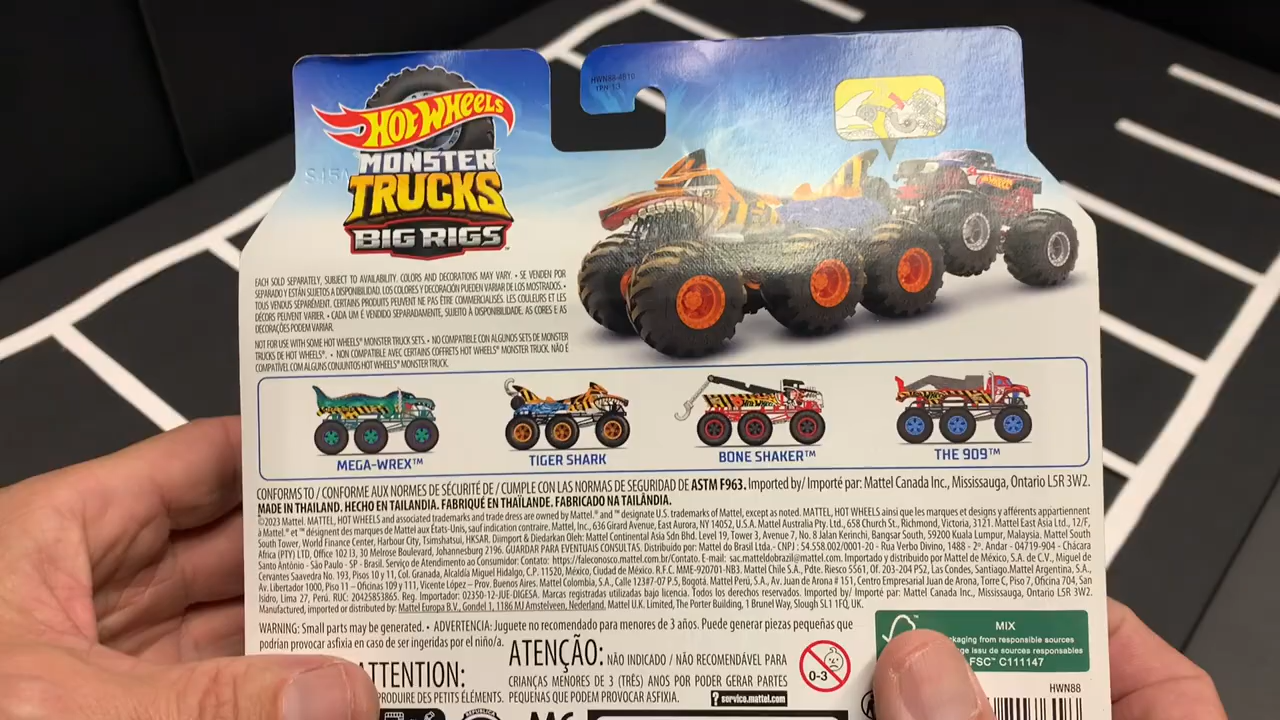 HWN88-4B10
1PN 1:3
HOT WHEELS
MONSTER
TRUCKS
BIG RIGS™
EACH SOLD SEPARATELY, SUBJECT TO AVAILABILITY. COLORS AND DECORATIONS MAY VARY. • SE VENDEN POR
SEPARADO Y ESTÁN SUJETOS A DISPONIBILIDAD. LOS COLORES Y DECORACIÓN PUEDEN VARIAR DE LOS MOSTRADOS. •
TOUS VENDUS SÉPARÉMENT. CERTAINS PRODUITS PEUVENT NE PAS ÊTRE COMMERCIALISÉS. LES COULEURS ET LES
DÉCORS PEUVENT VARIER. • CADA UM É VENDIDO SEPARADAMENTE, SUJEITO À DISPONIBILIDADE. AS CORES E AS
DECORAÇÕES PODEM VARIAR.
NOT FOR USE WITH SOME HOT WHEELS® MONSTER TRUCK SETS. • NO COMPATIBLE CON ALGUNOS SETS DE MONSTER
TRUCKS DE HOT WHEELS®. • NON COMPATIBLE AVEC CERTAINS COFFRETS HOT WHEELS® MONSTER TRUCK. NÃO É
COMPATÍVEL COM ALGUNS CONJUNTOS HOT WHEELS® MONSTER TRUCK.
MEGA-WREX™ TIGER SHARK BONE SHAKER™ THE 909™
CONFORMS TO / CONFORME AUX NORMES DE SÉCURITÉ DE / CUMPLE CON LAS NORMAS DE SEGURIDAD DE ASTM F963. Imported by/ Importé par: Mattel Canada Inc., Mississauga, Ontario L5R 3W2.
MADE IN THAILAND. HECHO EN TAILANDIA. FABRIQUÉ EN THAÏLANDE. FABRICADO NA TAILÂNDIA.
©2023 Mattel. MATTEL, HOT WHEELS and associated trademarks and trade dress are owned by Mattel.® and ™ designate U.S. trademarks of Mattel, except as noted. MATTEL, HOT WHEELS ainsi que les marques et designs y afférents appartiennent
à Mattel.® et ™ désignent des marques de Mattel aux États-Unis, sauf indication contraire. Mattel, Inc., 636 Girard Avenue, East Aurora, NY 14052, U.S.A. Mattel Australia Pty. Ltd., 658 Church St., Richmond, Victoria, 3121. Mattel East Asia Ltd., 12/F,
South Tower, World Finance Center, Harbour City, Tsimshatsui, HKSAR. Diimport & Diedarkan Oleh: Mattel Continental Asia Sdn Bhd. Level 19, Tower 3, Avenue 7, No. 8 Jalan Kerinchi, Bangsar South, 59200 Kuala Lumpur, Malaysia. Mattel South
Africa (PTY) LTD, Office 102 I3, 30 Melrose Boulevard, Johannesburg 2196. GUARDAR PARA EVENTUAIS CONSULTAS. Distribuido por: Mattel do Brasil Ltda.- CNPJ : 54.558.002/0001-20 - Rua Verbo Divino, 1488 - 2º. Andar - 04719-904 - Chácara
Santo Antônio - São Paulo - SP - Brasil. Serviço de Atendimento ao Consumidor: Contato: https://faleconosco.mattel.com.br/Contato. E-mail: sac.matteldobrazil@mattel.com. Importado y distribuido por Mattel de México, S.A. de C.V., Miguel de
Cervantes Saavedra No. 193, Pisos 10 y 11, Col. Granada, Alcaldía Miguel Hidalgo, C.P. 11520, México, Ciudad de México. R.F.C. MME-920701-NB3. Mattel Chile S.A., Pdte. Riesco 5561, Of. 203-204 PS2, Las Condes, Santiago.Mattel Argentina, S.A.,
Av. Libertador 1000, Piso 11 – Oficinas 109 y 111, Vicente López – Prov. Buenos Aires. Mattel Colombia, S.A., Calle 123#7-07 P.5, Bogotá. Mattel Perú, S.A., Av. Juan de Arona # 151, Centro Empresarial Juan de Arona, Torre C, Piso 7, Oficina 704, San
Isidro, Lima 27, Perú. RUC: 20425853865. Reg. Importador: 02350-12-JUE-DIGESA. Marcas registradas utilizadas bajo licencia. Todos los derechos reservados. Imported by/ Importé par: Mattel Canada Inc., Mississauga, Ontario L5R 3W2.
Manufactured, imported or distributed by: Mattel Europa B.V., Gondel 1, 1186 MJ Amstelveen, Nederland. Mattel U.K. Limited, The Porter Building, 1 Brunel Way, Slough SL1 1FQ, UK.
WARNING: Small parts may be generated. • ADVERTENCIA: Juguete no recomendado para menores de 3 años. Puede generar piezas pequeñas que
podrían provocar asfixia en caso de ser ingeridas por el niño/a.
ATTENTION:
PRODUIRE DES PETITS ÉLÉMENTS.
ATENÇÃO: NÃO INDICADO / NÃO RECOMENDÁVEL PARA
CRIANÇAS MENORES DE 3 (TRÊS) ANOS POR PODER GERAR PARTES
PEQUENAS QUE PODEM PROVOCAR ASFIXIA.
0-3
? service.mattel.com
MIX
kaging from responsible sources
age issu de sources responsables
FSC™ C111147
HWN88